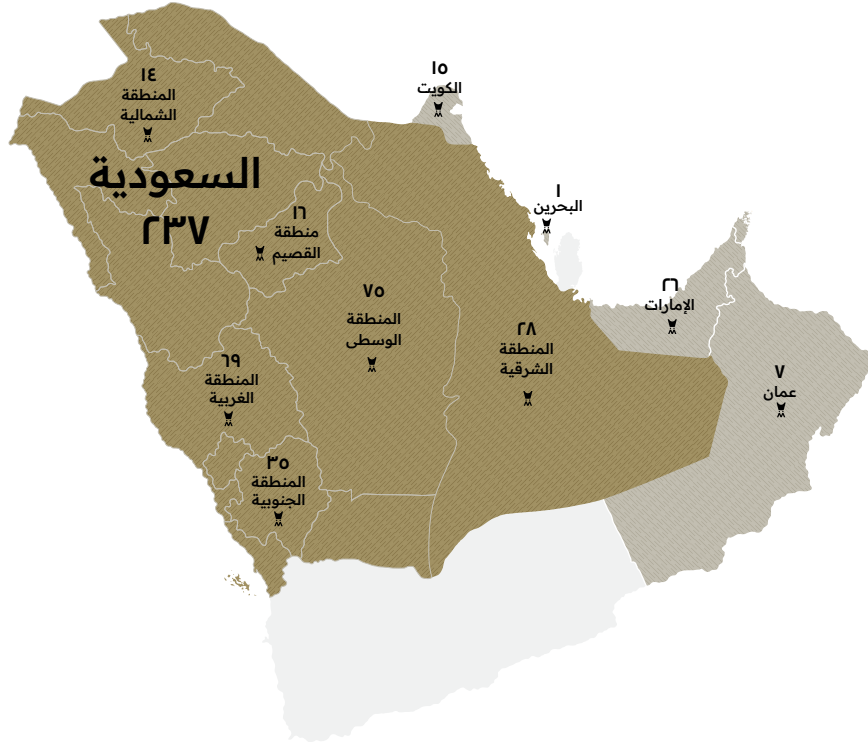 ١٤
المنطقة
الشمالية
١٥
الكويت
السعودية
٢٣٧
١
البحرين
١٦
منطقة
القصيم
٧٥
المنطقة
الوسطى
٢٦
الإمارات
٢٨
المنطقة
الشرقية
٦٩
المنطقة
الغربية
٧
عمان
٣٥
المنطقة
الجنوبية